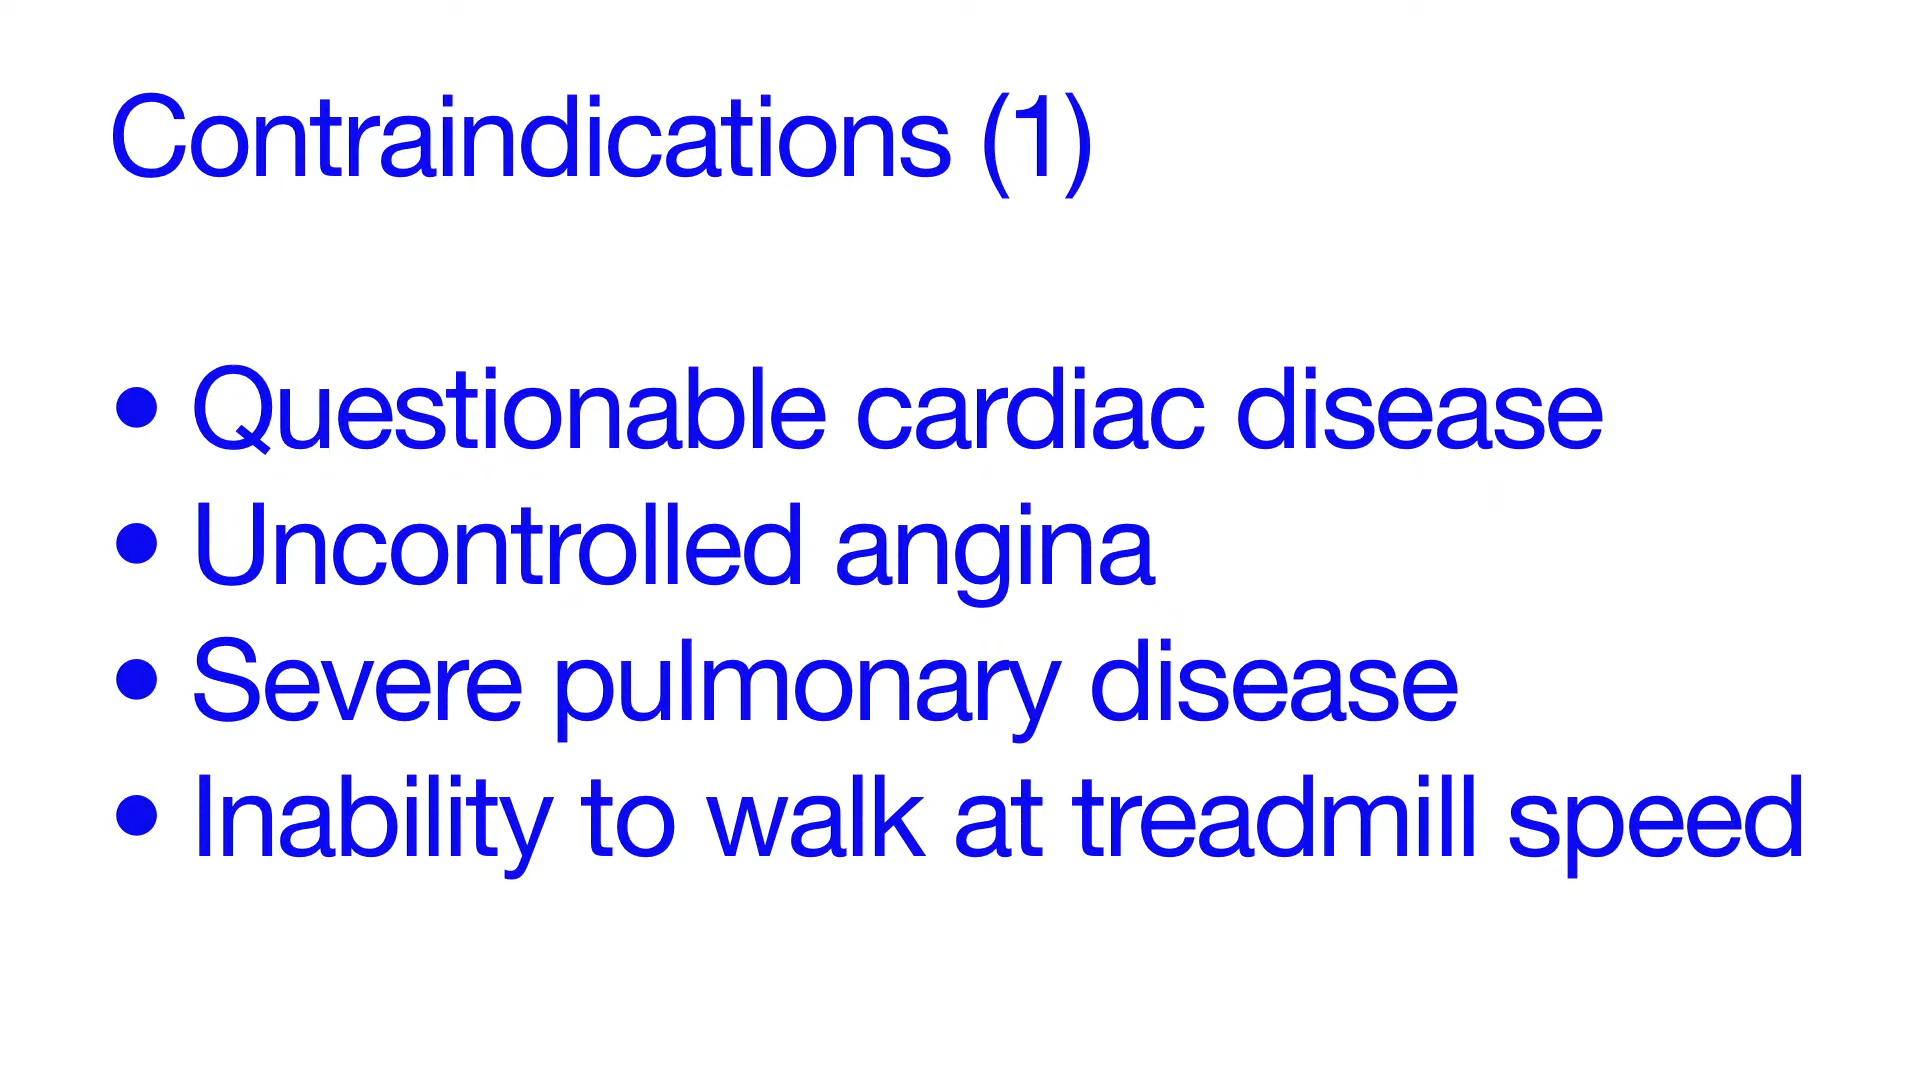 Contraindications (1)
• Questionable cardiac disease
• Uncontrolled angina
• Severe pulmonary disease
• Inability to walk at treadmill speed